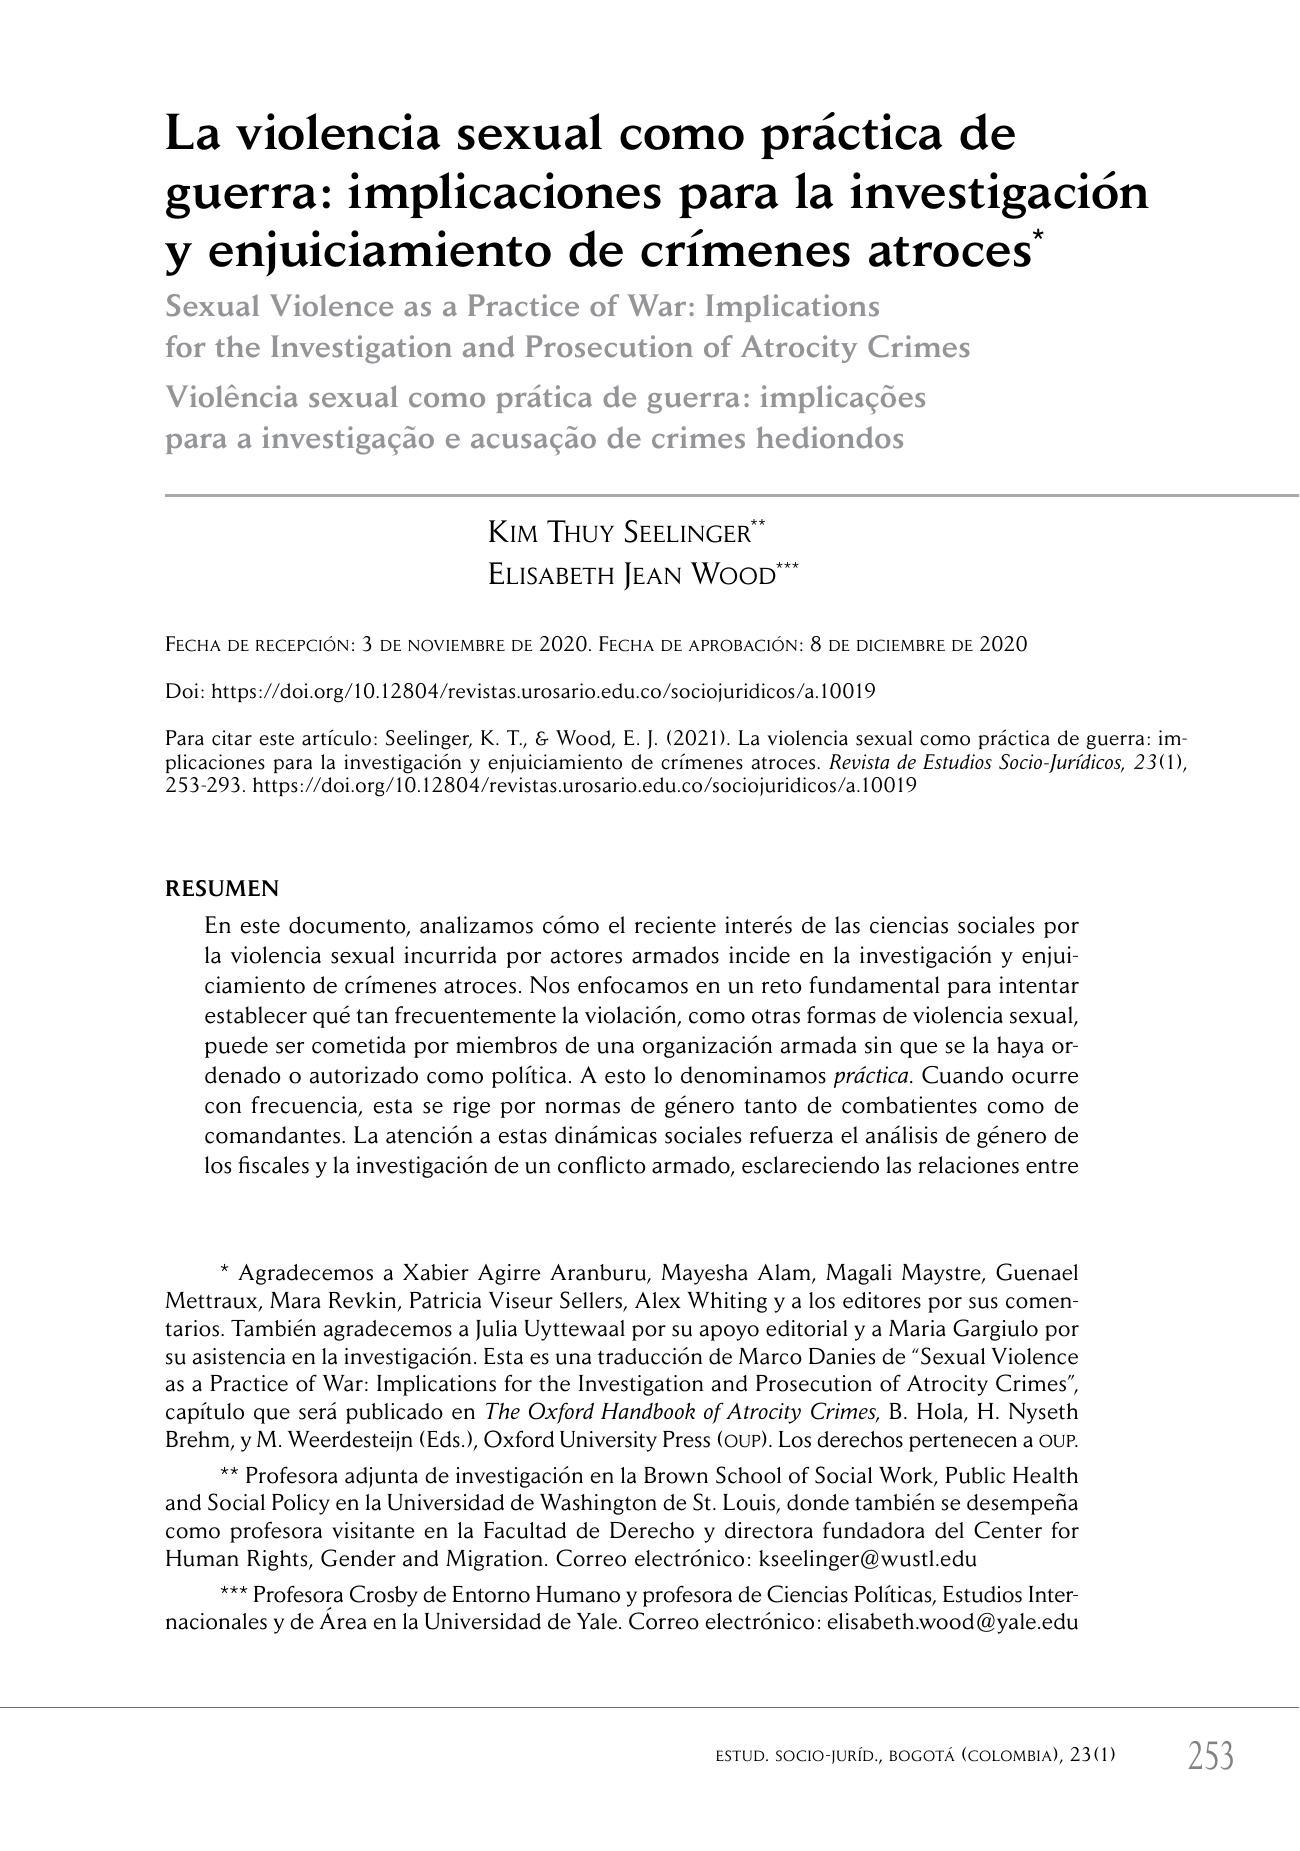 La violencia sexual como práctica de
guerra: implicaciones para la investigación
y enjuiciamiento de crímenes atroces*
Sexual Violence as a Practice of War: Implications
for the Investigation and Prosecution of Atrocity Crimes
Violência sexual como prática de guerra: implicações
para a investigação e acusação de crimes hediondos
Kim Thuy Seelinger**
Elisabeth Jean Wood***
Fecha de recepción: 3 de noviembre de 2020. Fecha de aprobación: 8 de diciembre de 2020
Doi: https://doi.org/10.12804/revistas.urosario.edu.co/sociojuridicos/a.10019
Para citar este artículo: Seelinger, K. T., & Wood, E. J. (2021). La violencia sexual como práctica de guerra: im-
plicaciones para la investigación y enjuiciamiento de crímenes atroces. Revista de Estudios Socio-Jurídicos, 23(1),
253-293. https://doi.org/10.12804/revistas.urosario.edu.co/sociojuridicos/a.10019
RESUMEN
En este documento, analizamos cómo el reciente interés de las ciencias sociales por
la violencia sexual incurrida por actores armados incide en la investigación y enjui-
ciamiento de crímenes atroces. Nos enfocamos en un reto fundamental para intentar
establecer qué tan frecuentemente la violación, como otras formas de violencia sexual,
puede ser cometida por miembros de una organización armada sin que se la haya or-
denado o autorizado como política. A esto lo denominamos práctica. Cuando ocurre
con frecuencia, esta se rige por normas de género tanto de combatientes como de
comandantes. La atención a estas dinámicas sociales refuerza el análisis de género de
los fiscales y la investigación de un conflicto armado, esclareciendo las relaciones entre
* Agradecemos a Xabier Agirre Aranburu, Mayesha Alam, Magali Maystre, Guenael
Mettraux, Mara Revkin, Patricia Viseur Sellers, Alex Whiting y a los editores por sus comen-
tarios. También agradecemos a Julia Uyttewaal por su apoyo editorial y a Maria Gargiulo por
su asistencia en la investigación. Esta es una traducción de Marco Danies de “Sexual Violence
as a Practice of War: Implications for the Investigation and Prosecution of Atrocity Crimes”,
capítulo que será publicado en The Oxford Handbook of Atrocity Crimes, B. Hola, H. Nyseth
Brehm, y M. Weerdesteijn (Eds.), Oxford University Press (OUP). Los derechos pertenecen a OUP.
** Profesora adjunta de investigación en la Brown School of Social Work, Public Health
and Social Policy en la Universidad de Washington de St. Louis, donde también se desempeña
como profesora visitante en la Facultad de Derecho y directora fundadora del Center for
Human Rights, Gender and Migration. Correo electrónico: kseelinger@wustl.edu
*** Profesora Crosby de Entorno Humano y profesora de Ciencias Políticas, Estudios Inter-
nacionales y de Área en la Universidad de Yale. Correo electrónico: elisabeth.wood@yale.edu
ESTUD. SOCIO-JURÍD., BOGOTÁ (COLOMBIA), 23(1) 253